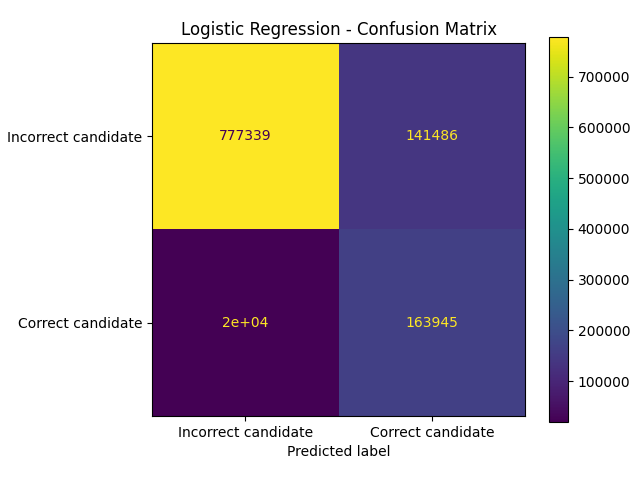 Logistic Regression - Confusion Matrix
Incorrect candidate
777339
141486
Correct candidate
2e+04
163945
Incorrect candidate
Correct candidate
Predicted label
700000
600000
500000
400000
300000
200000
100000